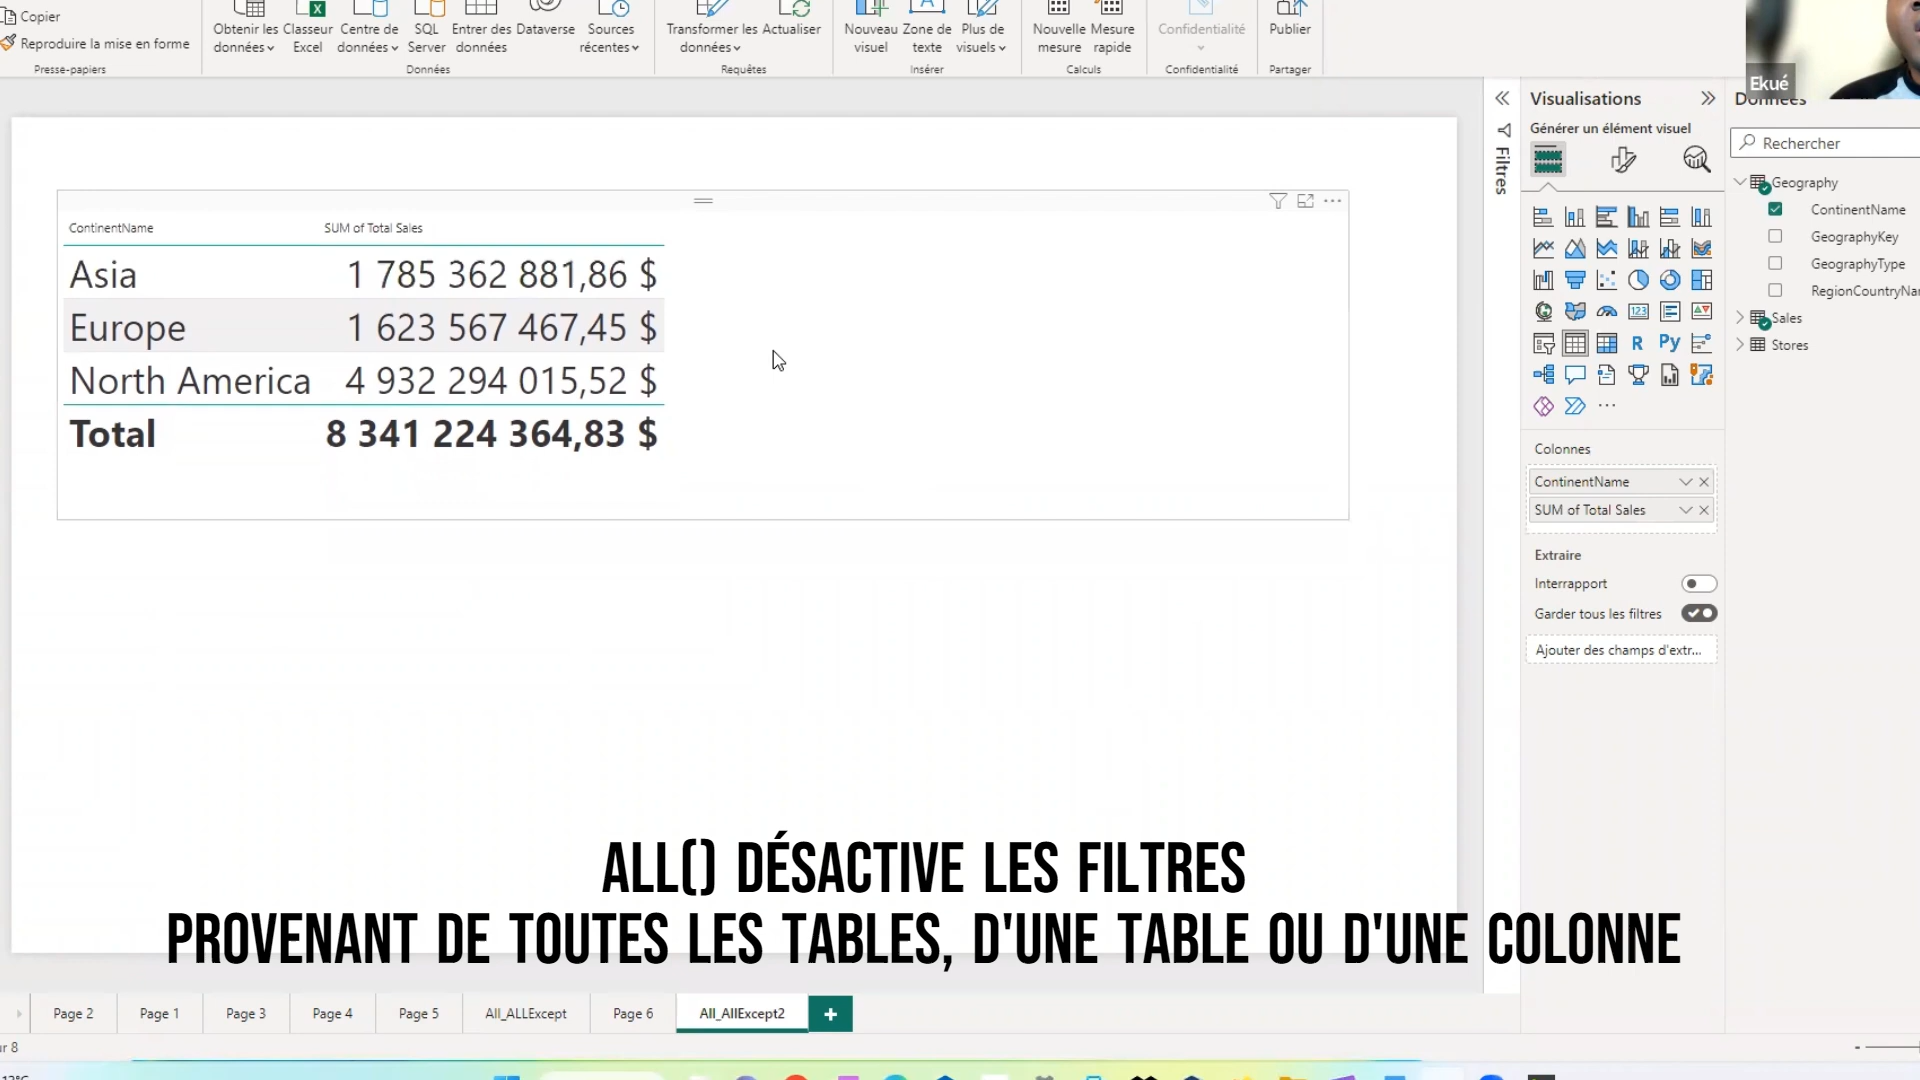 Copier
Reproduire la mise en forme
Presse-papiers
Obtenir les données
Classeur Excel
Centre de données
SQL Server
Entrer des données
Dataverse
Sources récentes
Données
Transformer les données
Actualiser
Requêtes
Nouveau visuel
Zone de texte
Plus de visuels
Insérer
Nouvelle mesure
Mesure rapide
Calculs
Confidentialité
Confidentialité
Publier
Partager
Ekué
ContinentName SUM of Total Sales
Asia 1 785 362 881,86 $
Europe 1 623 567 467,45 $
North America 4 932 294 015,52 $
Total 8 341 224 364,83 $
Filtres
Visualisations
Générer un élément visuel
R
Py
123
Colonnes
ContinentName
SUM of Total Sales
Extraire
Interrapport
Garder tous les filtres
Ajouter des champs d'extr...
Données
Rechercher
Geography
ContinentName
GeographyKey
GeographyType
RegionCountryNar
Sales
Stores
ALL() DÉSACTIVE LES FILTRES
PROVENANT DE TOUTES LES TABLES, D'UNE TABLE OU D'UNE COLONNE
Page 2
Page 1
Page 3
Page 4
Page 5
All_ALLExcept
Page 6
All_AllExcept2
ur 8